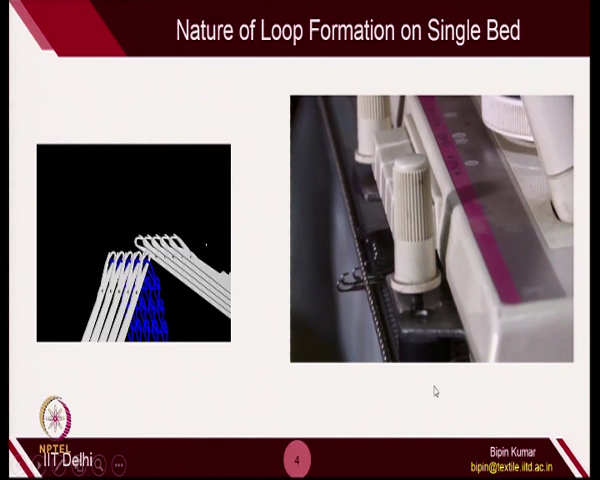 Nature of Loop Formation on Single Bed
NPTEL
IIT Delhi
4
Bipin Kumar
bipin@textile.iitd.ac.in